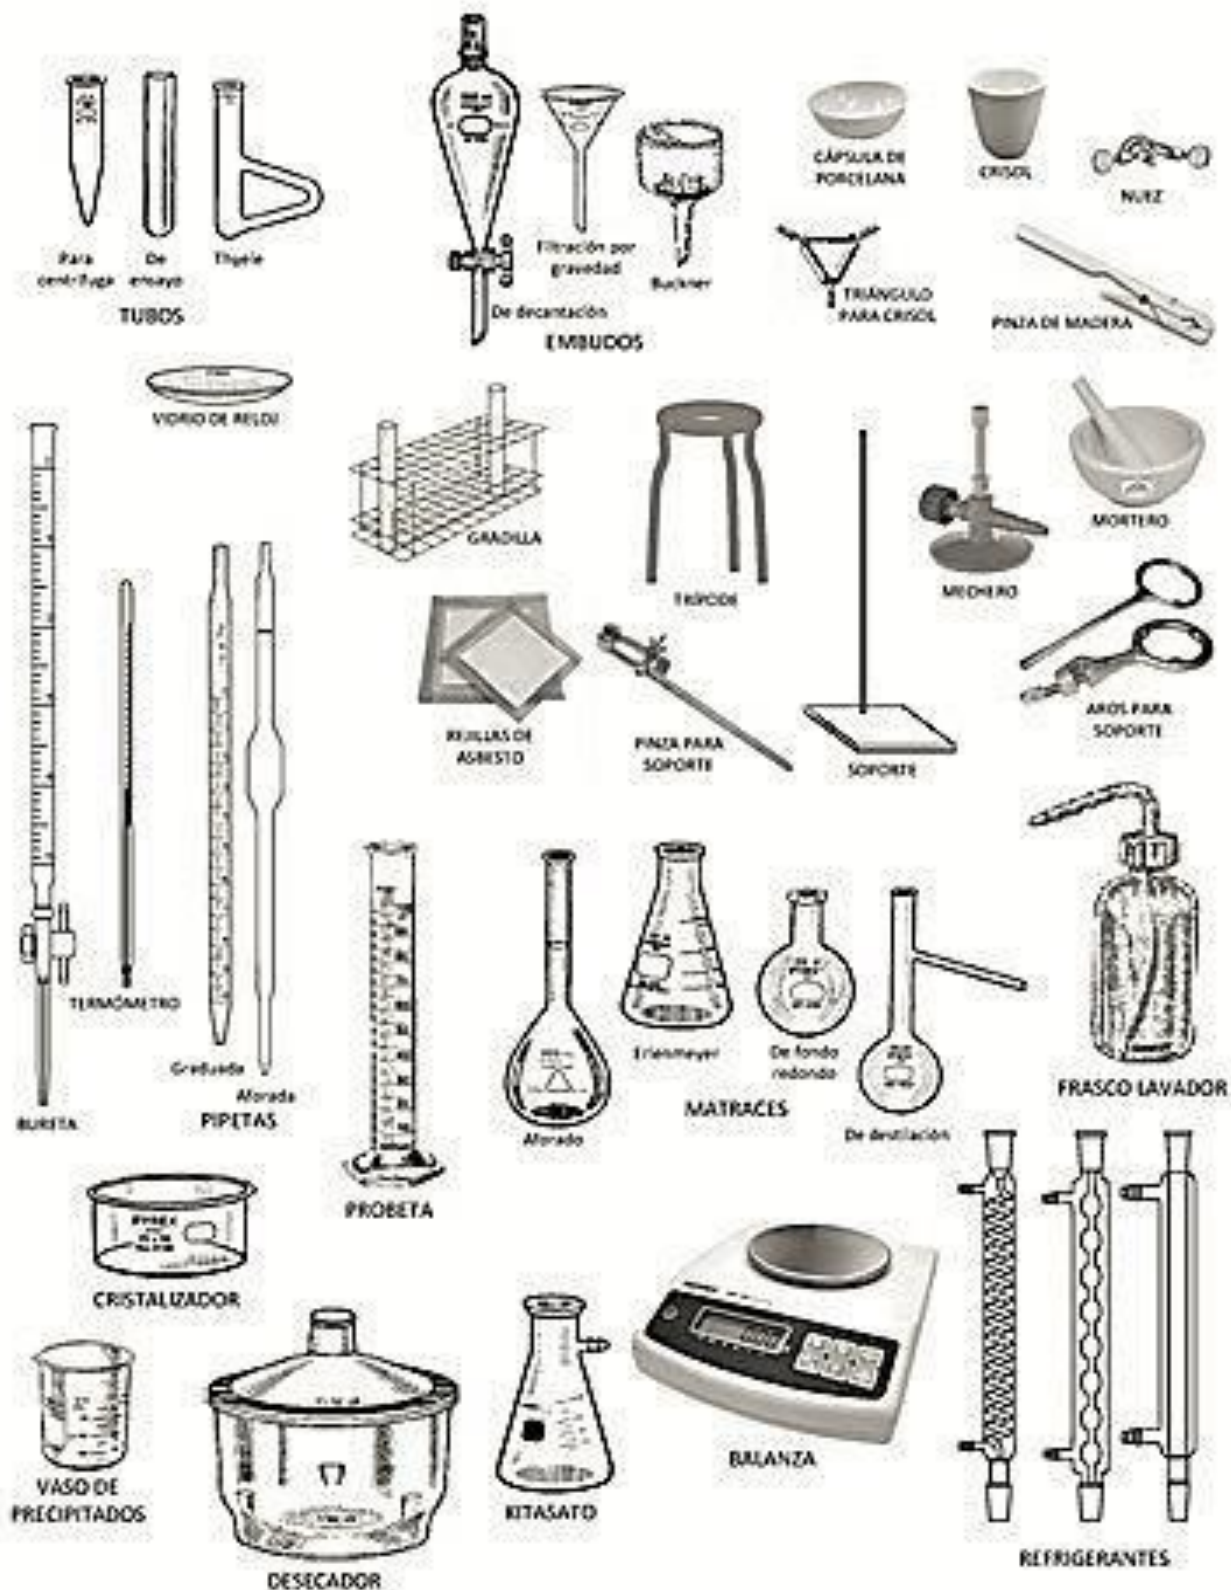 Para
centrífuga
De
ensayo
Thyele
TUBOS
De decantación
Filtración por
gravedad
Buckner
EMBUDOS
CÁPSULA DE
PORCELANA
CRISOL
NUEZ
TRIÁNGULO
PARA CRISOL
PINZA DE MADERA
VIDRIO DE RELOJ
GRADILLA
TRÍPODE
MECHERO
MORTERO
REJILLAS DE
ASBESTO
PINZA PARA
SOPORTE
SOPORTE
AROS PARA
SOPORTE
BURETA
TERMÓMETRO
Graduada
Aforada
PIPETAS
PROBETA
Aforado
Erlenmeyer
De fondo
redondo
De destilación
MATRACES
FRASCO LAVADOR
PYREX
CRISTALIZADOR
VASO DE
PRECIPITADOS
DESECADOR
KITASATO
BALANZA
REFRIGERANTES